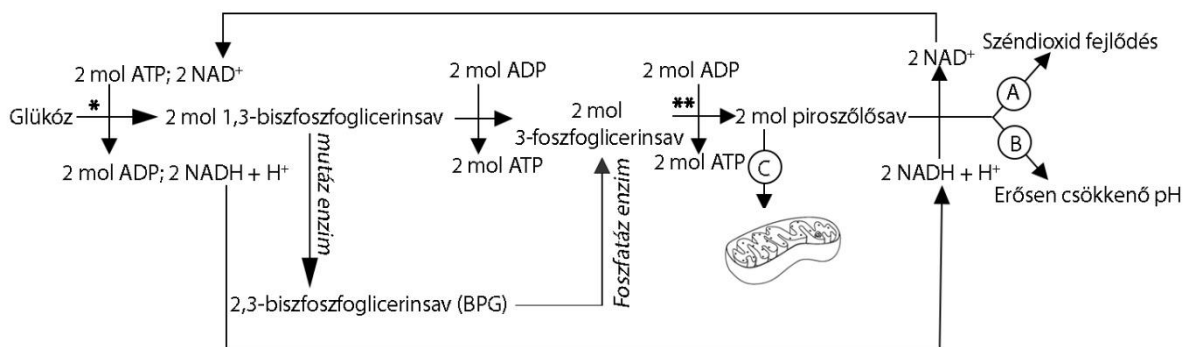 Széndioxid fejlődés
2 NAD⁺
2 mol ATP; 2 NAD⁺
2 mol ADP
2 mol ADP
A
*
**
Glükóz
2 mol 1,3-biszfoszfoglicerinsav
2 mol
3-foszfoglicerinsav
2 mol piroszőlősav
B
2 mol ADP; 2 NADH + H⁺
2 mol ATP
2 mol ATP
C
2 NADH + H⁺
Erősen csökkenő pH
mutáz enzim
Foszfatáz enzim
2,3-biszfoszfoglicerinsav (BPG)